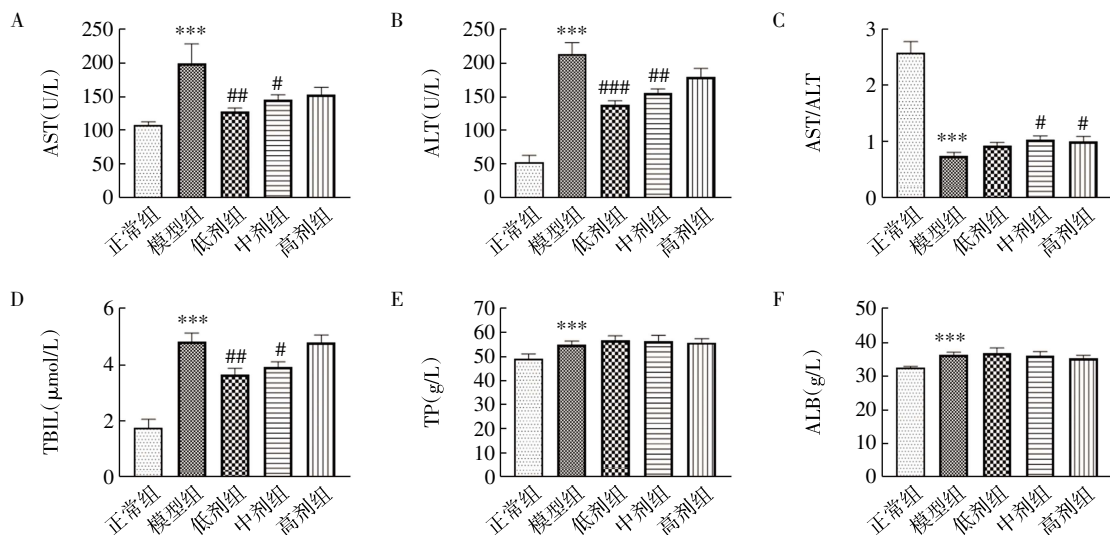 A
AST(U/L)
250
200
150
100
50
0
***
##
#
正常组
模型组
低剂组
中剂组
高剂组
B
ALT(U/L)
250
200
150
100
50
0
***
###
##
正常组
模型组
低剂组
中剂组
高剂组
C
AST/ALT
3
2
1
0
***
#
#
正常组
模型组
低剂组
中剂组
高剂组
D
TBIL(μmol/L)
6
4
2
0
***
##
#
正常组
模型组
低剂组
中剂组
高剂组
E
TP(g/L)
70
60
50
40
30
20
10
0
***
正常组
模型组
低剂组
中剂组
高剂组
F
ALB(g/L)
50
40
30
20
10
0
***
正常组
模型组
低剂组
中剂组
高剂组